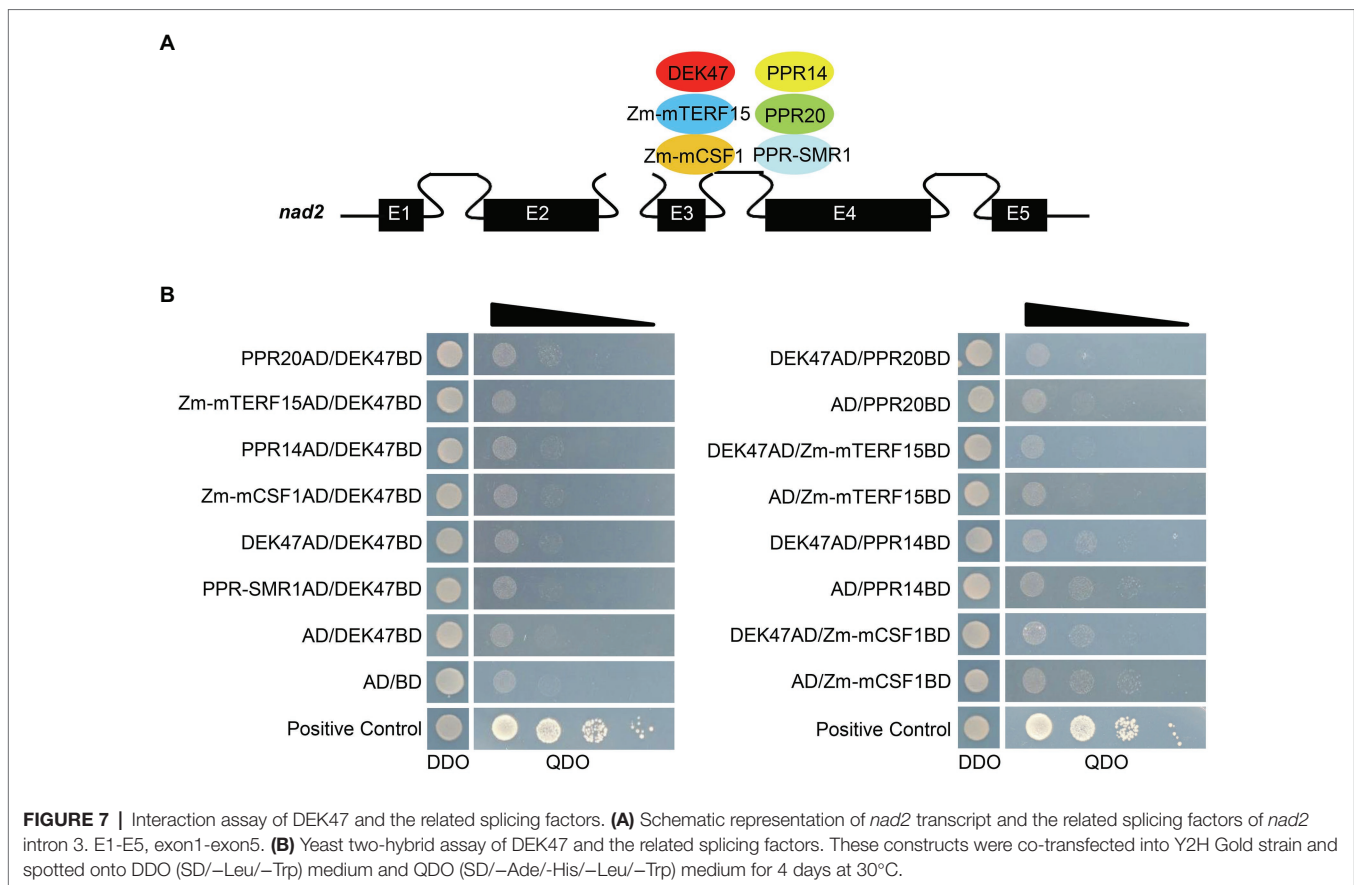 A
DEK47
PPR14
Zm-mTERF15
PPR20
Zm-mCSF1
PPR-SMR1
nad2
E1
E2
E3
E4
E5
B
PPR20AD/DEK47BD
Zm-mTERF15AD/DEK47BD
PPR14AD/DEK47BD
Zm-mCSF1AD/DEK47BD
DEK47AD/DEK47BD
PPR-SMR1AD/DEK47BD
AD/DEK47BD
AD/BD
Positive Control
DDO
QDO
DEK47AD/PPR20BD
AD/PPR20BD
DEK47AD/Zm-mTERF15BD
AD/Zm-mTERF15BD
DEK47AD/PPR14BD
AD/PPR14BD
DEK47AD/Zm-mCSF1BD
AD/Zm-mCSF1BD
Positive Control
DDO
QDO
FIGURE 7 | Interaction assay of DEK47 and the related splicing factors. (A) Schematic representation of nad2 transcript and the related splicing factors of nad2
intron 3. E1-E5, exon1-exon5. (B) Yeast two-hybrid assay of DEK47 and the related splicing factors. These constructs were co-transfected into Y2H Gold strain and
spotted onto DDO (SD/−Leu/−Trp) medium and QDO (SD/−Ade/-His/−Leu/−Trp) medium for 4 days at 30°C.